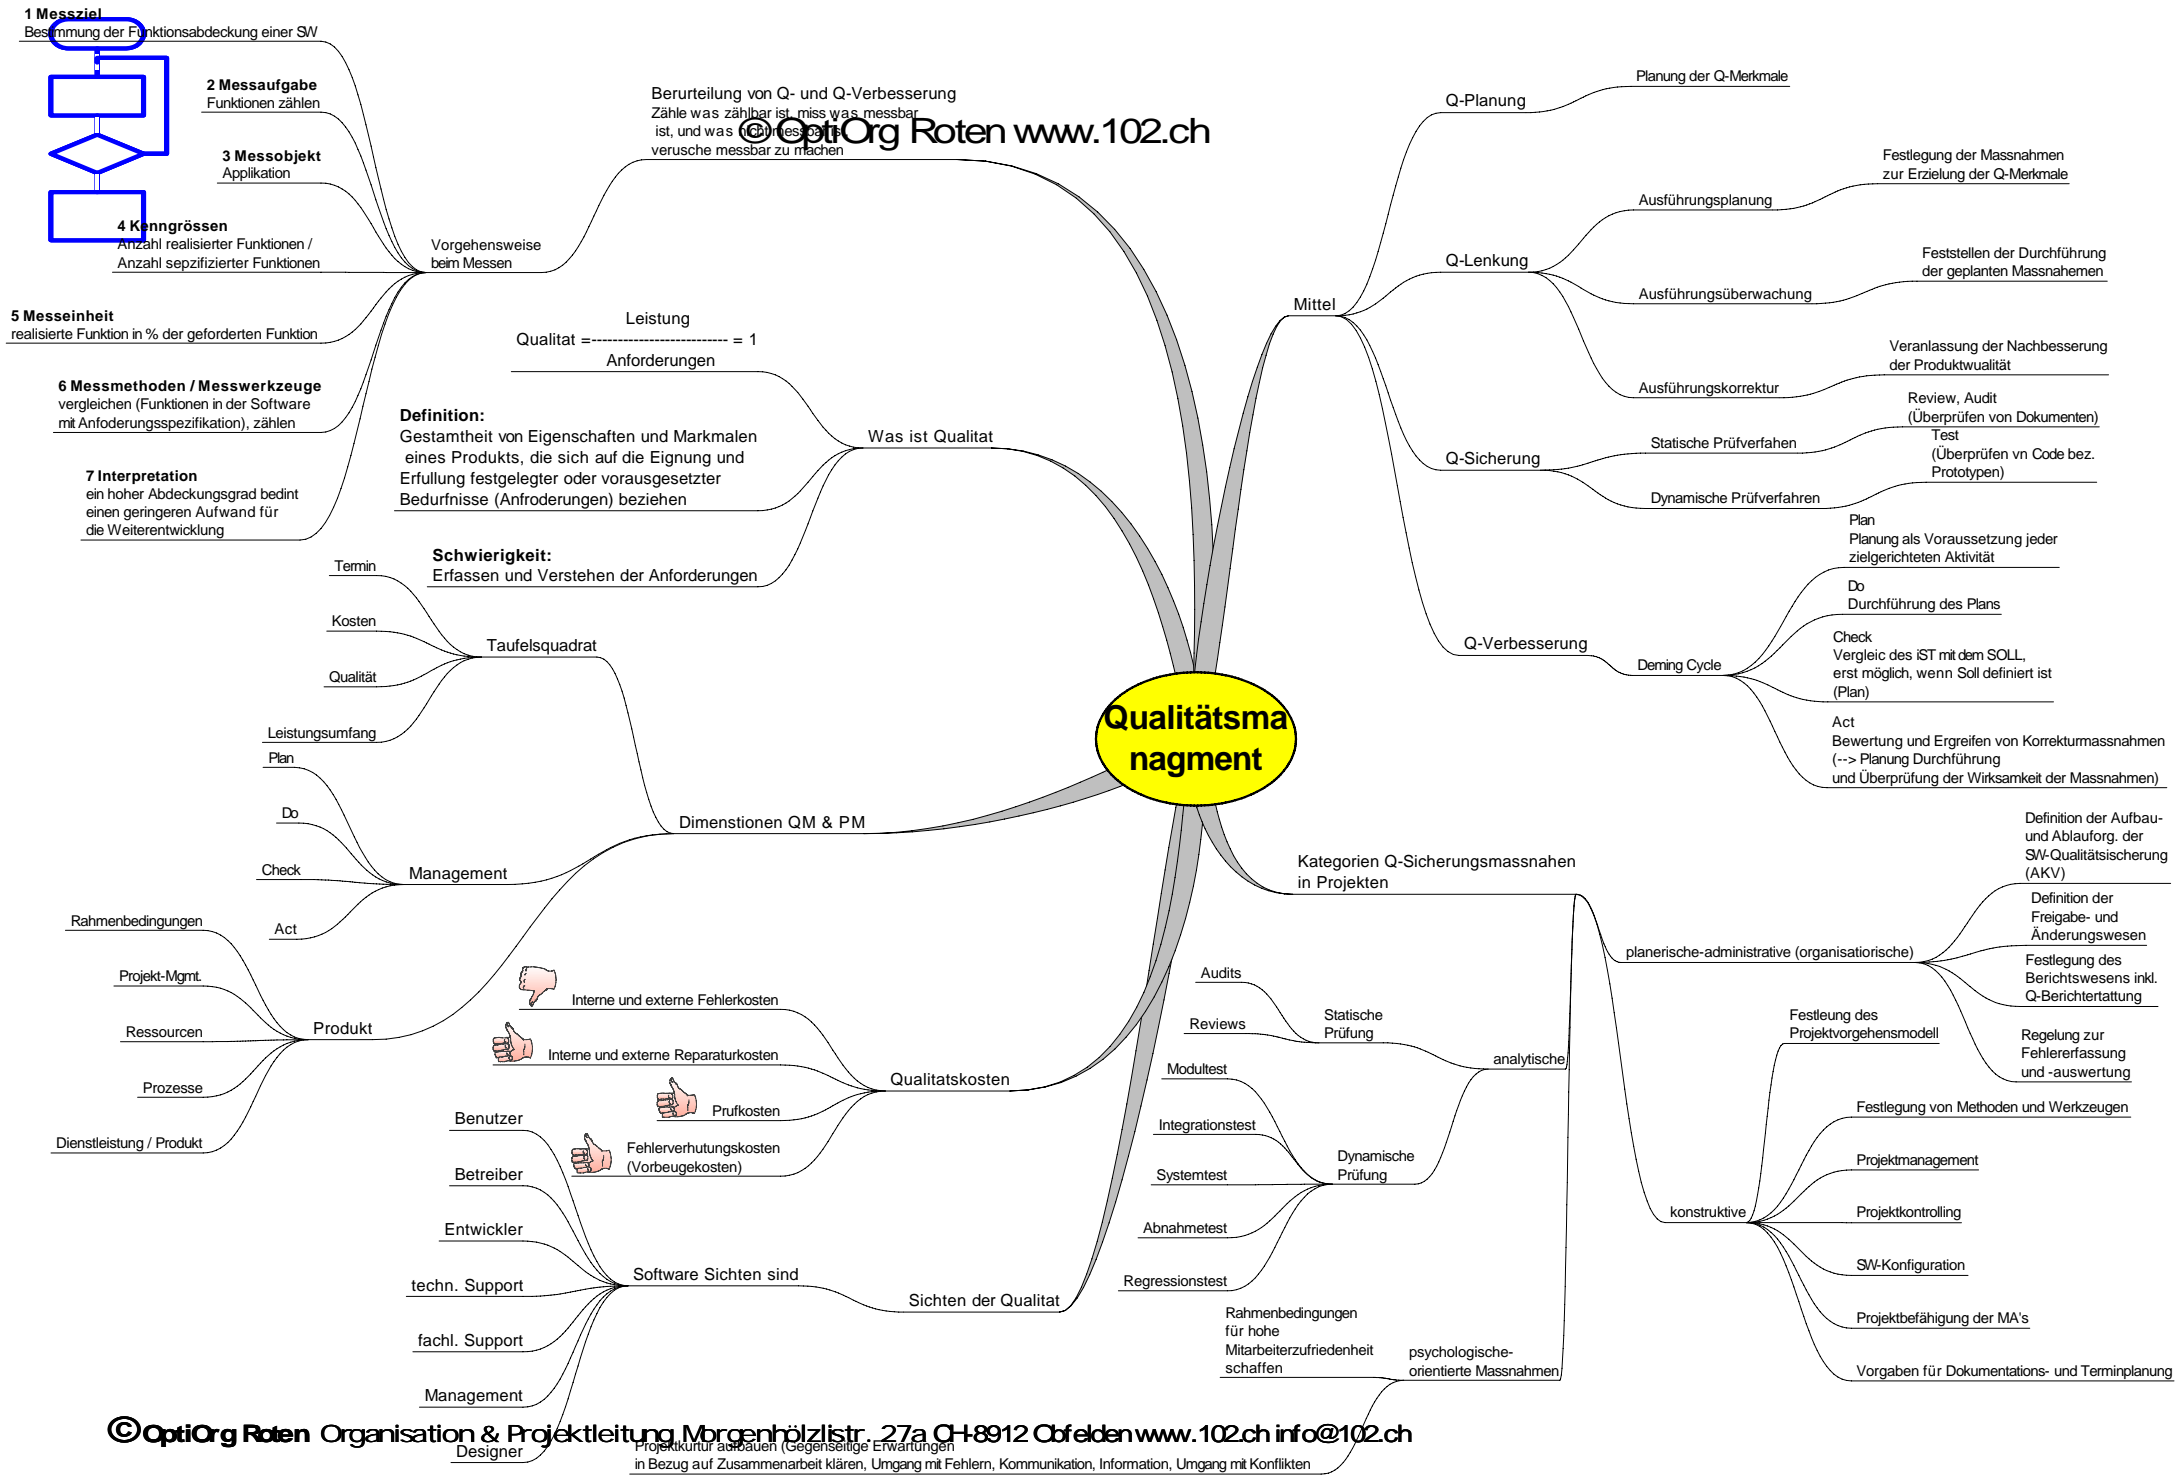 1 Messziel
Bestimmung der Funktionsabdeckung einer SW
2 Messaufgabe
Funktionen zählen
3 Messobjekt
Applikation
4 Kenngrössen
Anzahl realisierter Funktionen /
Anzahl sepzifizierter Funktionen
5 Messeinheit
realisierte Funktion in % der geforderten Funktion
6 Messmethoden / Messwerkzeuge
vergleichen (Funktionen in der Software
mit Anfoderungsspezifikation), zählen
7 Interpretation
ein hoher Abdeckungsgrad bedint
einen geringeren Aufwand für
die Weiterentwicklung
Vorgehensweise
beim Messen
Berurteilung von Q- und Q-Verbesserung
Zähle was zählbar ist, miss was messbar
ist, und was nicht messbar ist,
verusche messbar zu machen
© OptiOrg Roten www.102.ch
Leistung
Qualitat =-------------------------- = 1
Anforderungen
Definition:
Gestamtheit von Eigenschaften und Markmalen
eines Produkts, die sich auf die Eignung und
Erfullung festgelegter oder vorausgesetzter
Bedurfnisse (Anfroderungen) beziehen
Schwierigkeit:
Erfassen und Verstehen der Anforderungen
Was ist Qualitat
Termin
Kosten
Qualität
Leistungsumfang
Taufelsquadrat
Plan
Do
Check
Act
Management
Rahmenbedingungen
Projekt-Mgmt.
Ressourcen
Prozesse
Dienstleistung / Produkt
Produkt
Dimenstionen QM & PM
Interne und externe Fehlerkosten
Interne und externe Reparaturkosten
Prufkosten
Fehlerverhutungskosten
(Vorbeugekosten)
Qualitatskosten
Benutzer
Betreiber
Entwickler
techn. Support
fachl. Support
Management
Designer
Software Sichten sind
Sichten der Qualitat
Qualitätsma
nagment
Mittel
Q-Planung
Planung der Q-Merkmale
Q-Lenkung
Ausführungsplanung
Festlegung der Massnahmen
zur Erzielung der Q-Merkmale
Ausführungsüberwachung
Feststellen der Durchführung
der geplanten Massnahemen
Ausführungskorrektur
Veranlassung der Nachbesserung
der Produktwualität
Q-Sicherung
Statische Prüfverfahen
Review, Audit
(Überprüfen von Dokumenten)
Dynamische Prüfverfahren
Test
(Überprüfen vn Code bez.
Prototypen)
Q-Verbesserung
Deming Cycle
Plan
Planung als Voraussetzung jeder
zielgerichteten Aktivität
Do
Durchführung des Plans
Check
Vergleic des iST mit dem SOLL,
erst möglich, wenn Soll definiert ist
(Plan)
Act
Bewertung und Ergreifen von Korrekturmassnahmen
(--> Planung Durchführung
und Überprüfung der Wirksamkeit der Massnahmen)
Kategorien Q-Sicherungsmassnahen
in Projekten
planerische-administrative (organisatiorische)
Definition der Aufbau-
und Ablauforg. der
SW-Qualitätsicherung
(AKV)
Definition der
Freigabe- und
Änderungswesen
Festlegung des
Berichtswesens inkl.
Q-Berichtertattung
Regelung zur
Fehlererfassung
und -auswertung
konstruktive
Festleung des
Projektvorgehensmodell
Festlegung von Methoden und Werkzeugen
Projektmanagement
Projektkontrolling
SW-Konfiguration
Projektbefähigung der MA's
Vorgaben für Dokumentations- und Terminplanung
analytische
Statische
Prüfung
Audits
Reviews
Dynamische
Prüfung
Modultest
Integrationstest
Systemtest
Abnahmetest
Regressionstest
psychologische-
orientierte Massnahmen
Rahmenbedingungen
für hohe
Mitarbeiterzufriedenheit
schaffen
Projektkurtur aufbauen (Gegenseitige Erwartungen
in Bezug auf Zusammenarbeit klären, Umgang mit Fehlern, Kommunikation, Information, Umgang mit Konflikten
© OptiOrg Roten Organisation & Projektleitung Morgenhölzlistr. 27a CH-8912 Obfelden www.102.ch info@102.ch